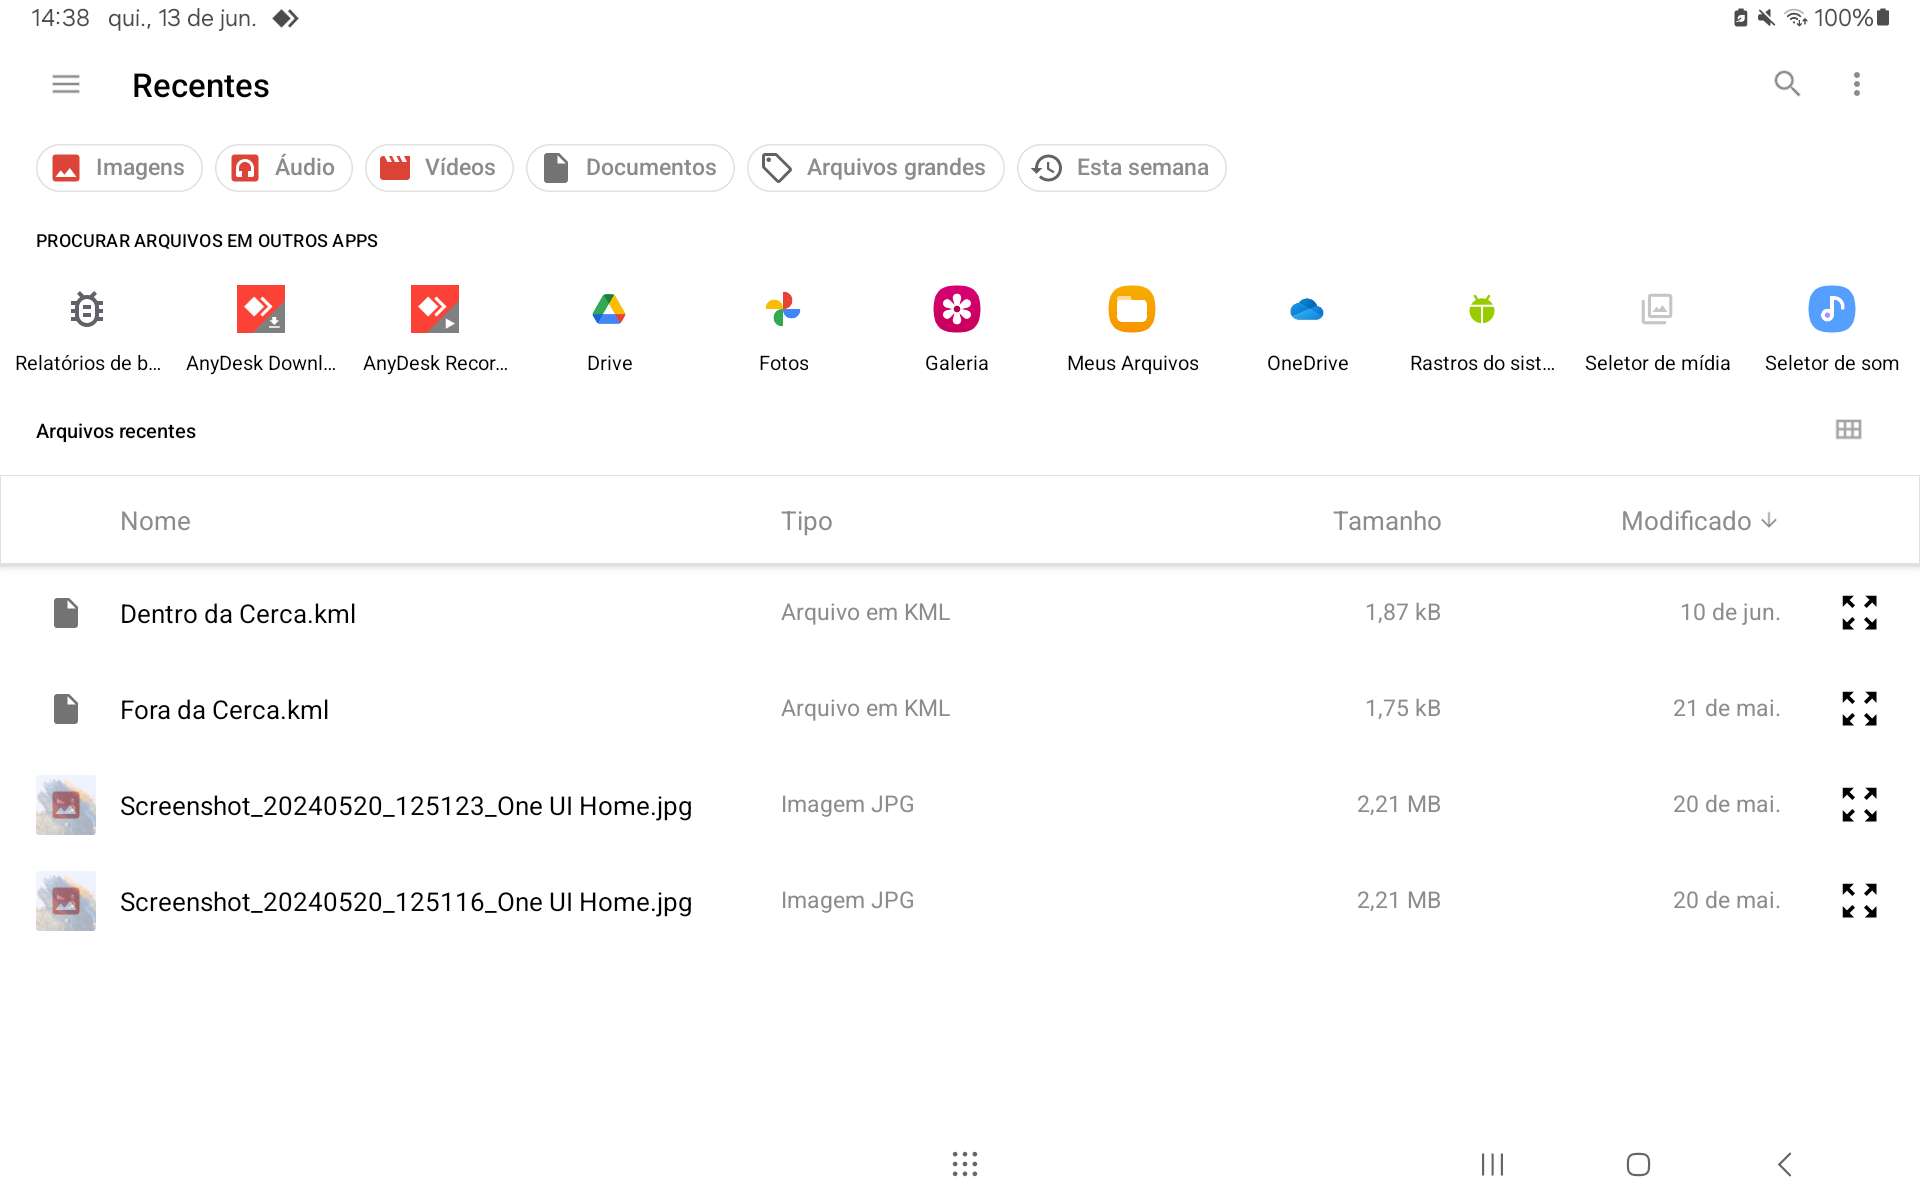 14:38 qui., 13 de jun. 100%
Recentes
Imagens Áudio Vídeos Documentos Arquivos grandes Esta semana
PROCURAR ARQUIVOS EM OUTROS APPS
Relatórios de b... AnyDesk Downl... AnyDesk Recor... Drive Fotos Galeria Meus Arquivos OneDrive Rastros do sist... Seletor de mídia Seletor de som
Arquivos recentes
Nome Tipo Tamanho Modificado
Dentro da Cerca.kml Arquivo em KML 1,87 kB 10 de jun.
Fora da Cerca.kml Arquivo em KML 1,75 kB 21 de mai.
Screenshot_20240520_125123_One UI Home.jpg Imagem JPG 2,21 MB 20 de mai.
Screenshot_20240520_125116_One UI Home.jpg Imagem JPG 2,21 MB 20 de mai.